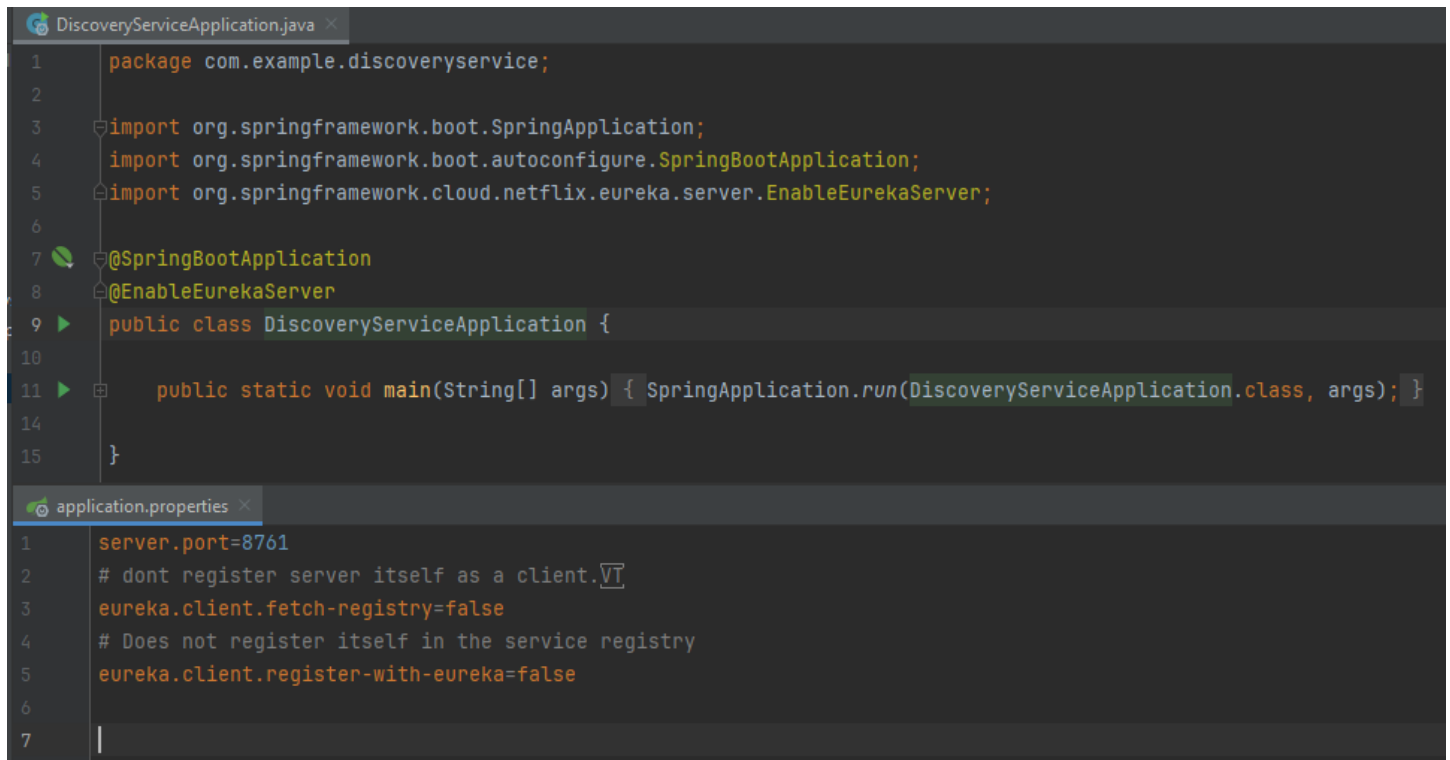 DiscoveryServiceApplication.java
1 package com.example.discoveryservice;
2
3 import org.springframework.boot.SpringApplication;
4 import org.springframework.boot.autoconfigure.SpringBootApplication;
5 import org.springframework.cloud.netflix.eureka.server.EnableEurekaServer;
6
7 @SpringBootApplication
8 @EnableEurekaServer
9 public class DiscoveryServiceApplication {
10
11 public static void main(String[] args) { SpringApplication.run(DiscoveryServiceApplication.class, args); }
14
15 }
application.properties
1 server.port=8761
2 # dont register server itself as a client.VT
3 eureka.client.fetch-registry=false
4 # Does not register itself in the service registry
5 eureka.client.register-with-eureka=false
6
7